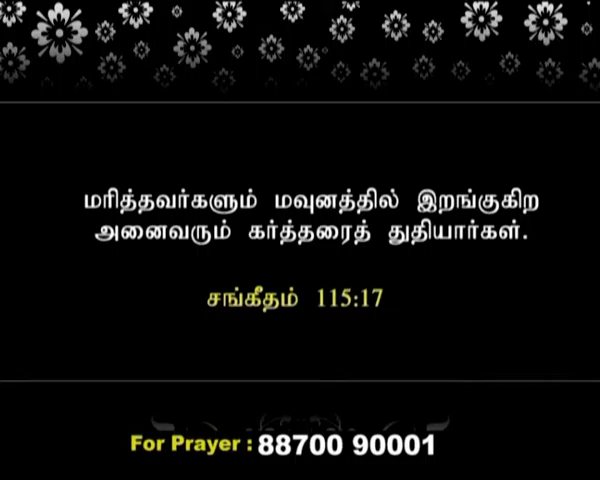 மரித்தவர்களும் மவுனத்தில் இறங்குகிற
அனைவரும் கர்த்தரைத் துதியார்கள்.
சங்கீதம் 115:17
For Prayer : 88700 90001